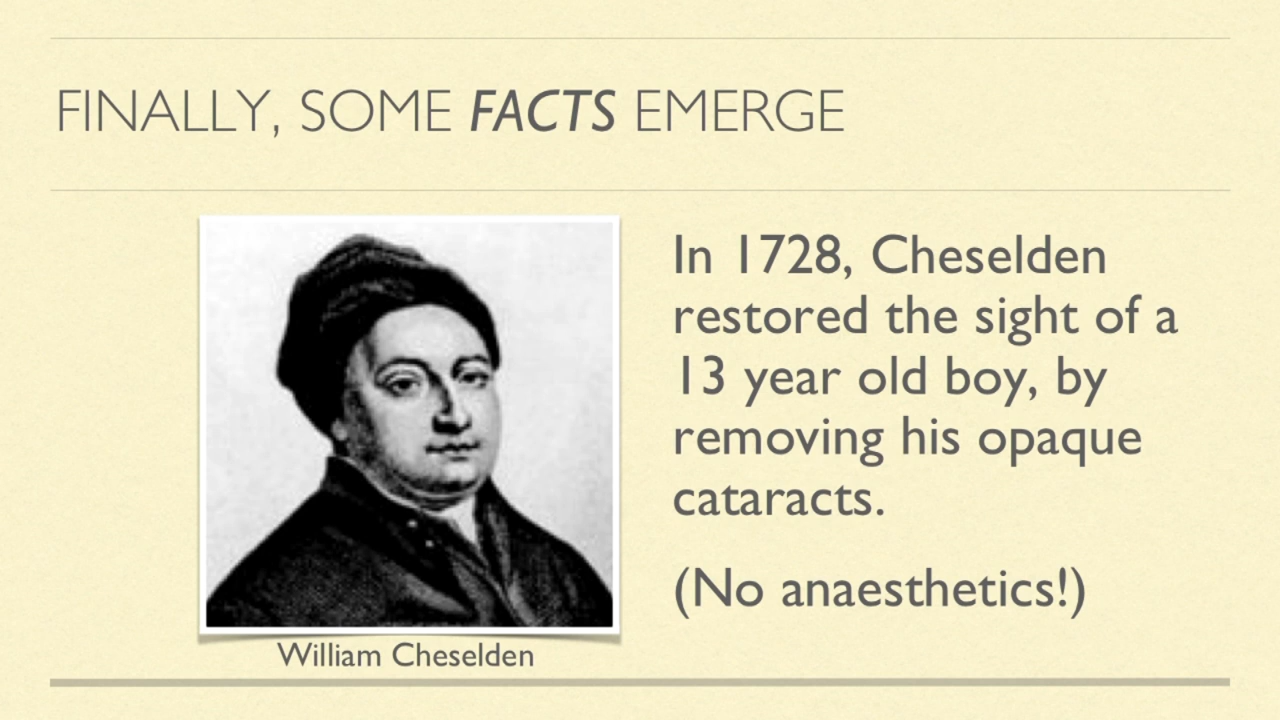 FINALLY, SOME FACTS EMERGE
In 1728, Cheselden
restored the sight of a
13 year old boy, by
removing his opaque
cataracts.
(No anaesthetics!)
William Cheselden